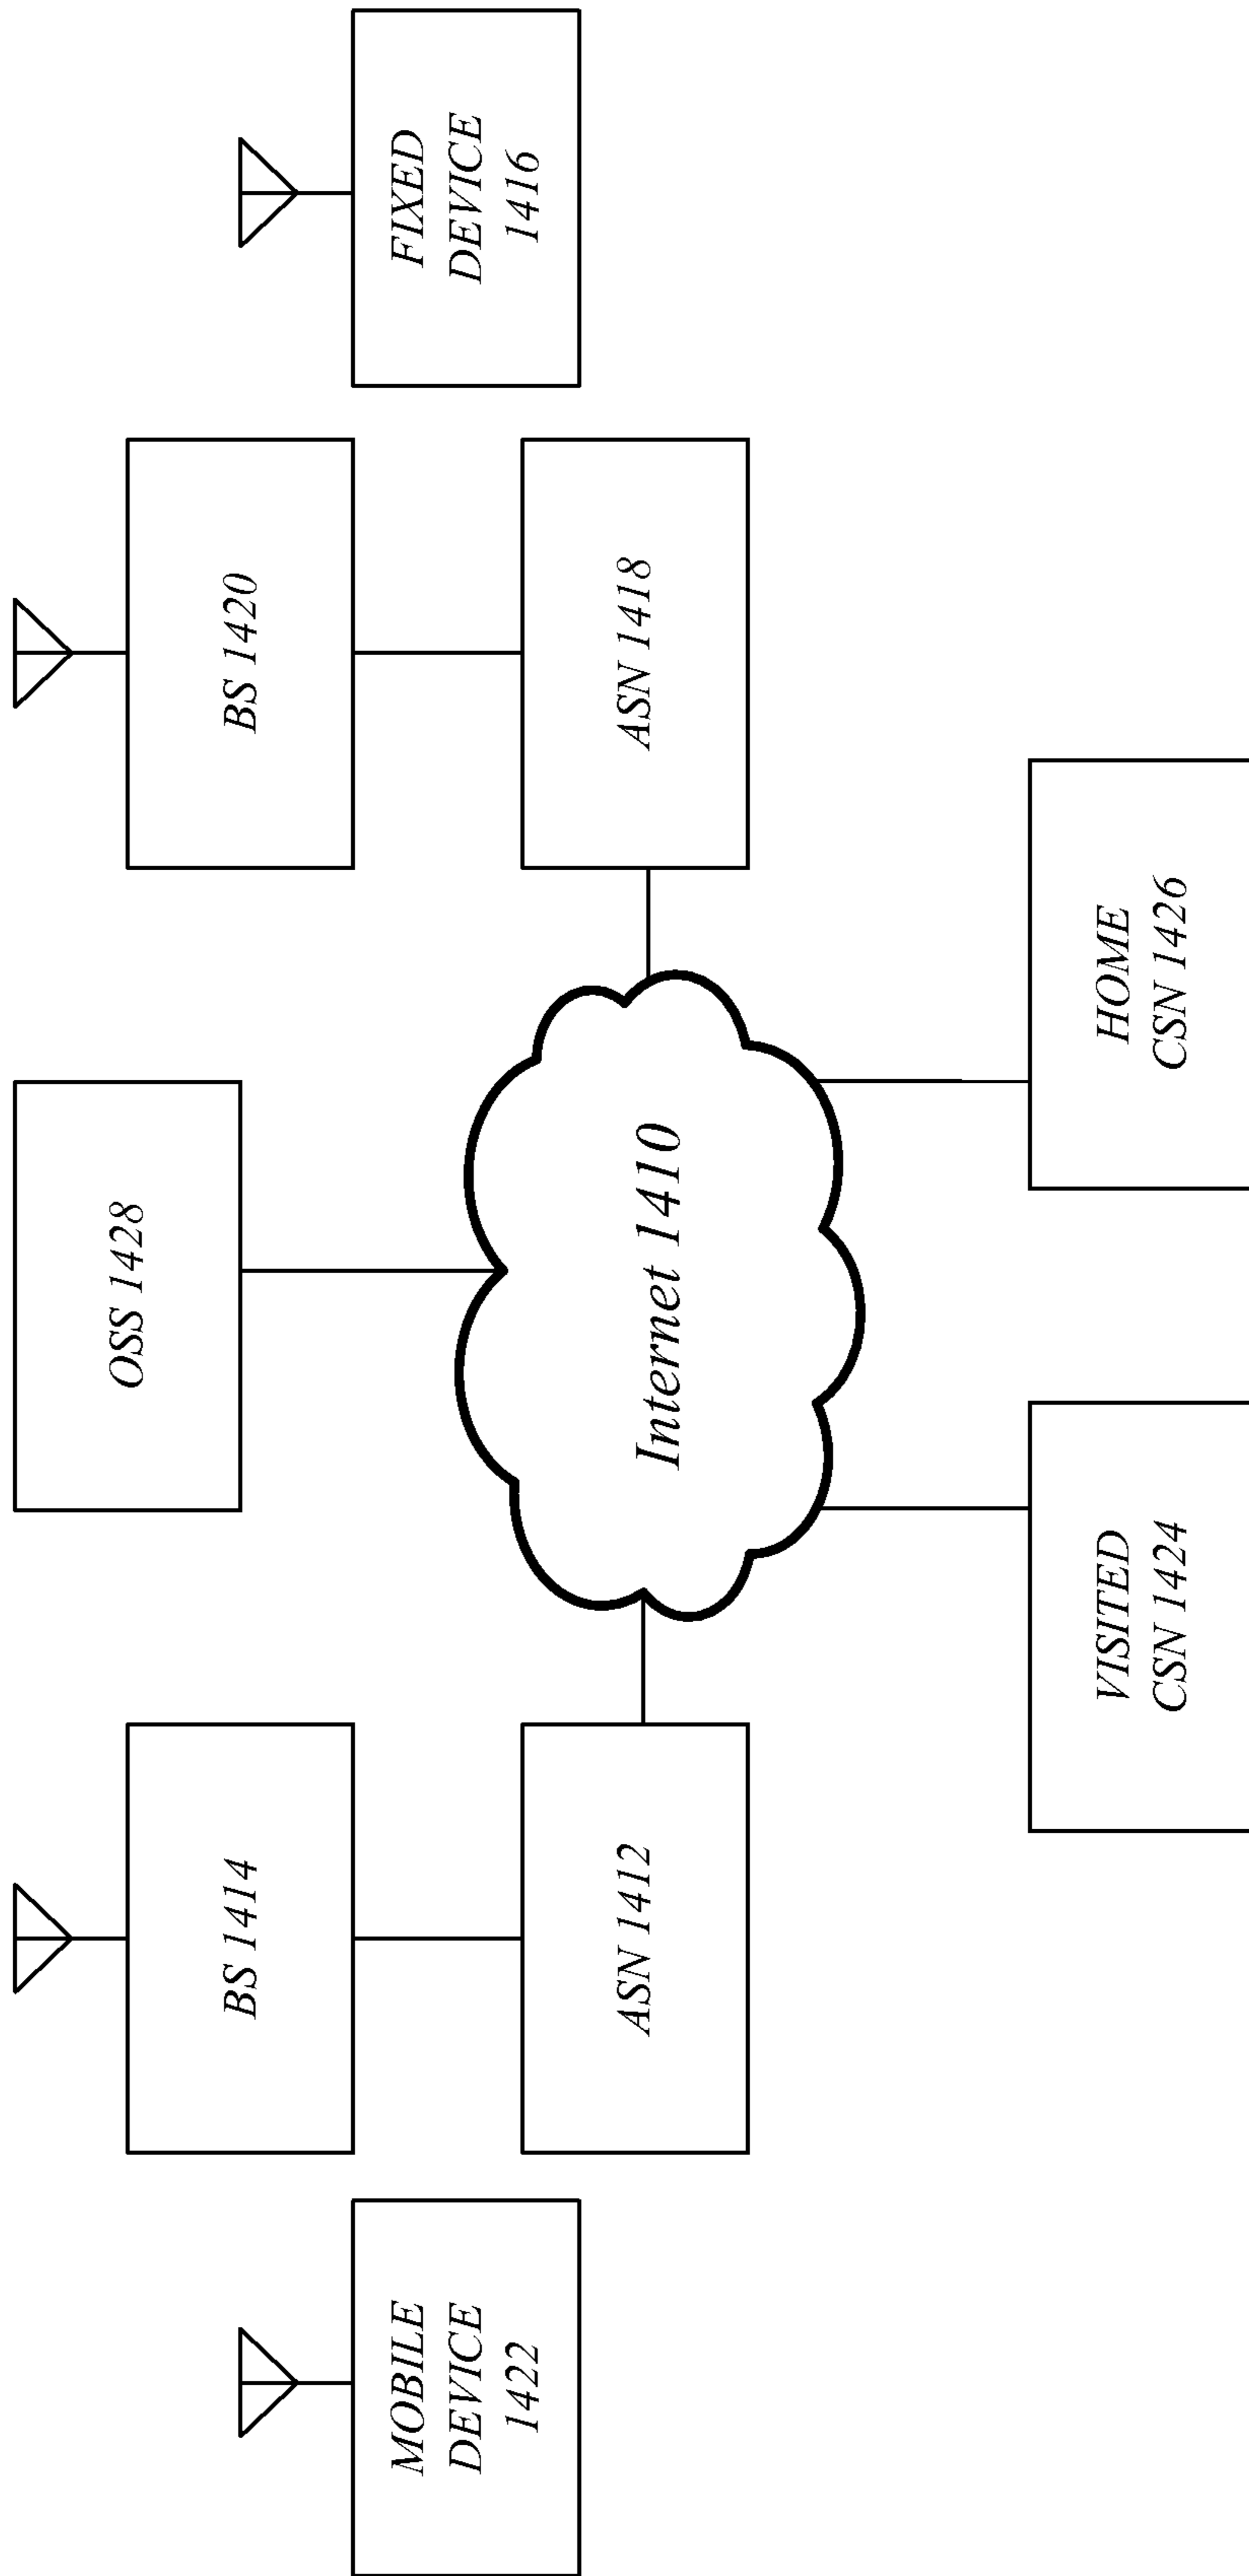 OSS 1428
BS 1414
BS 1420
MOBILE
DEVICE
1422
FIXED
DEVICE
1416
ASN 1412
Internet 1410
ASN 1418
VISITED
CSN 1424
HOME
CSN 1426